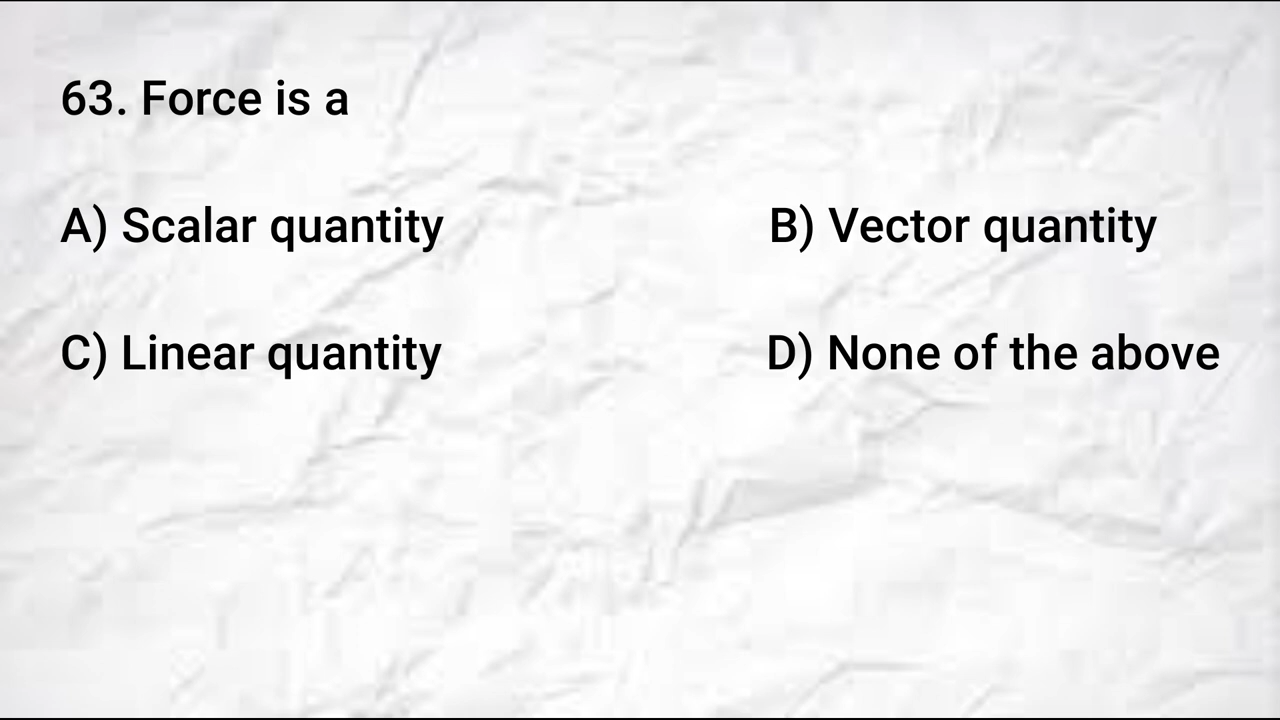 63. Force is a
A) Scalar quantity B) Vector quantity
C) Linear quantity D) None of the above